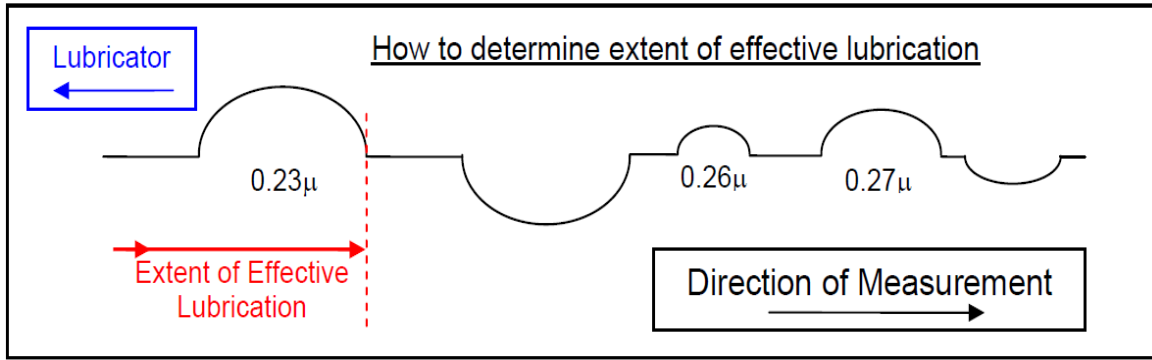 Lubricator
How to determine extent of effective lubrication
0.23μ
0.26μ
0.27μ
Extent of Effective
Lubrication
Direction of Measurement